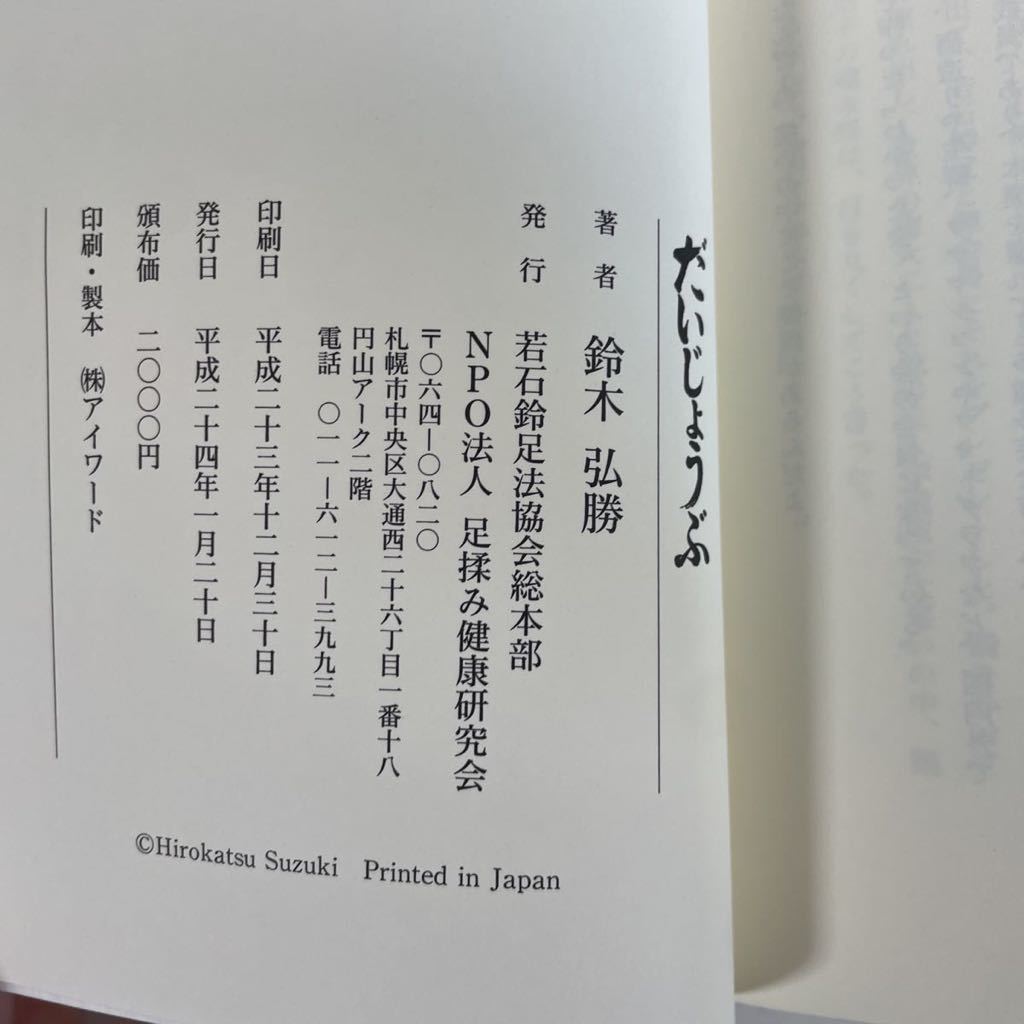 だいじょうぶ
著者 鈴木 弘勝
発行 若石鈴足法協会総本部
NPO法人 足揉み健康研究会
〒〇六四―〇八二〇
札幌市中央区大通西二十六丁目一番十八
円山アーク二階
電話 〇一一―六一二―三九九三
印刷日 平成二十三年十二月三十日
発行日 平成二十四年一月二十日
頒布価 二〇〇〇円
印刷・製本 ㈱アイワード
©Hirokatsu Suzuki Printed in Japan